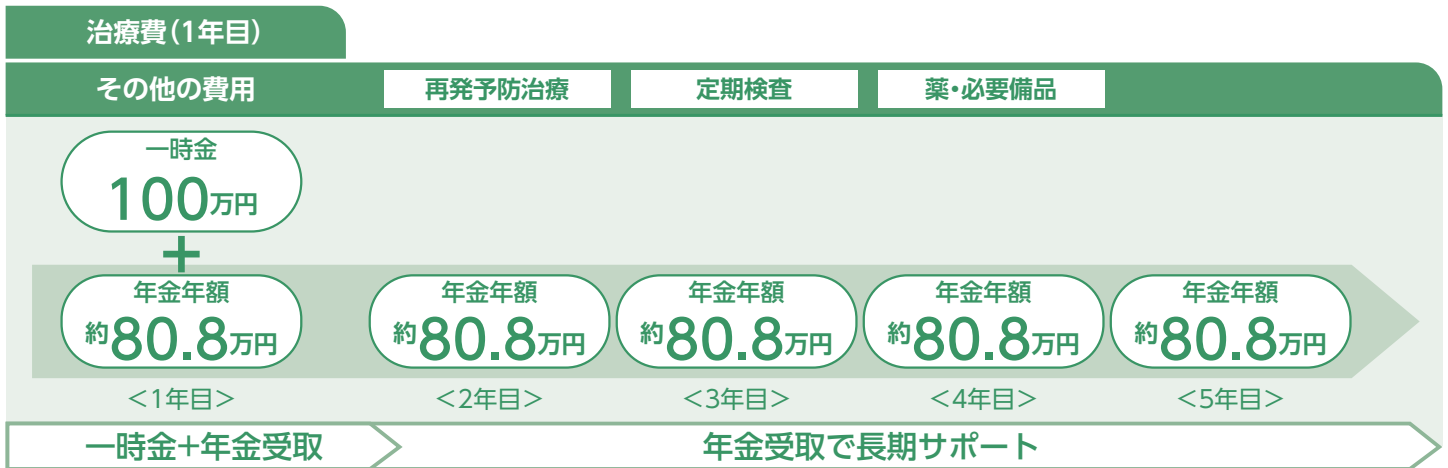 治療費(1年目)
その他の費用 再発予防治療 定期検査 薬・必要備品
一時金
100万円
+
年金年額 年金年額 年金年額 年金年額 年金年額
約80.8万円 約80.8万円 約80.8万円 約80.8万円 約80.8万円
<1年目> <2年目> <3年目> <4年目> <5年目>
一時金+年金受取 年金受取で長期サポート